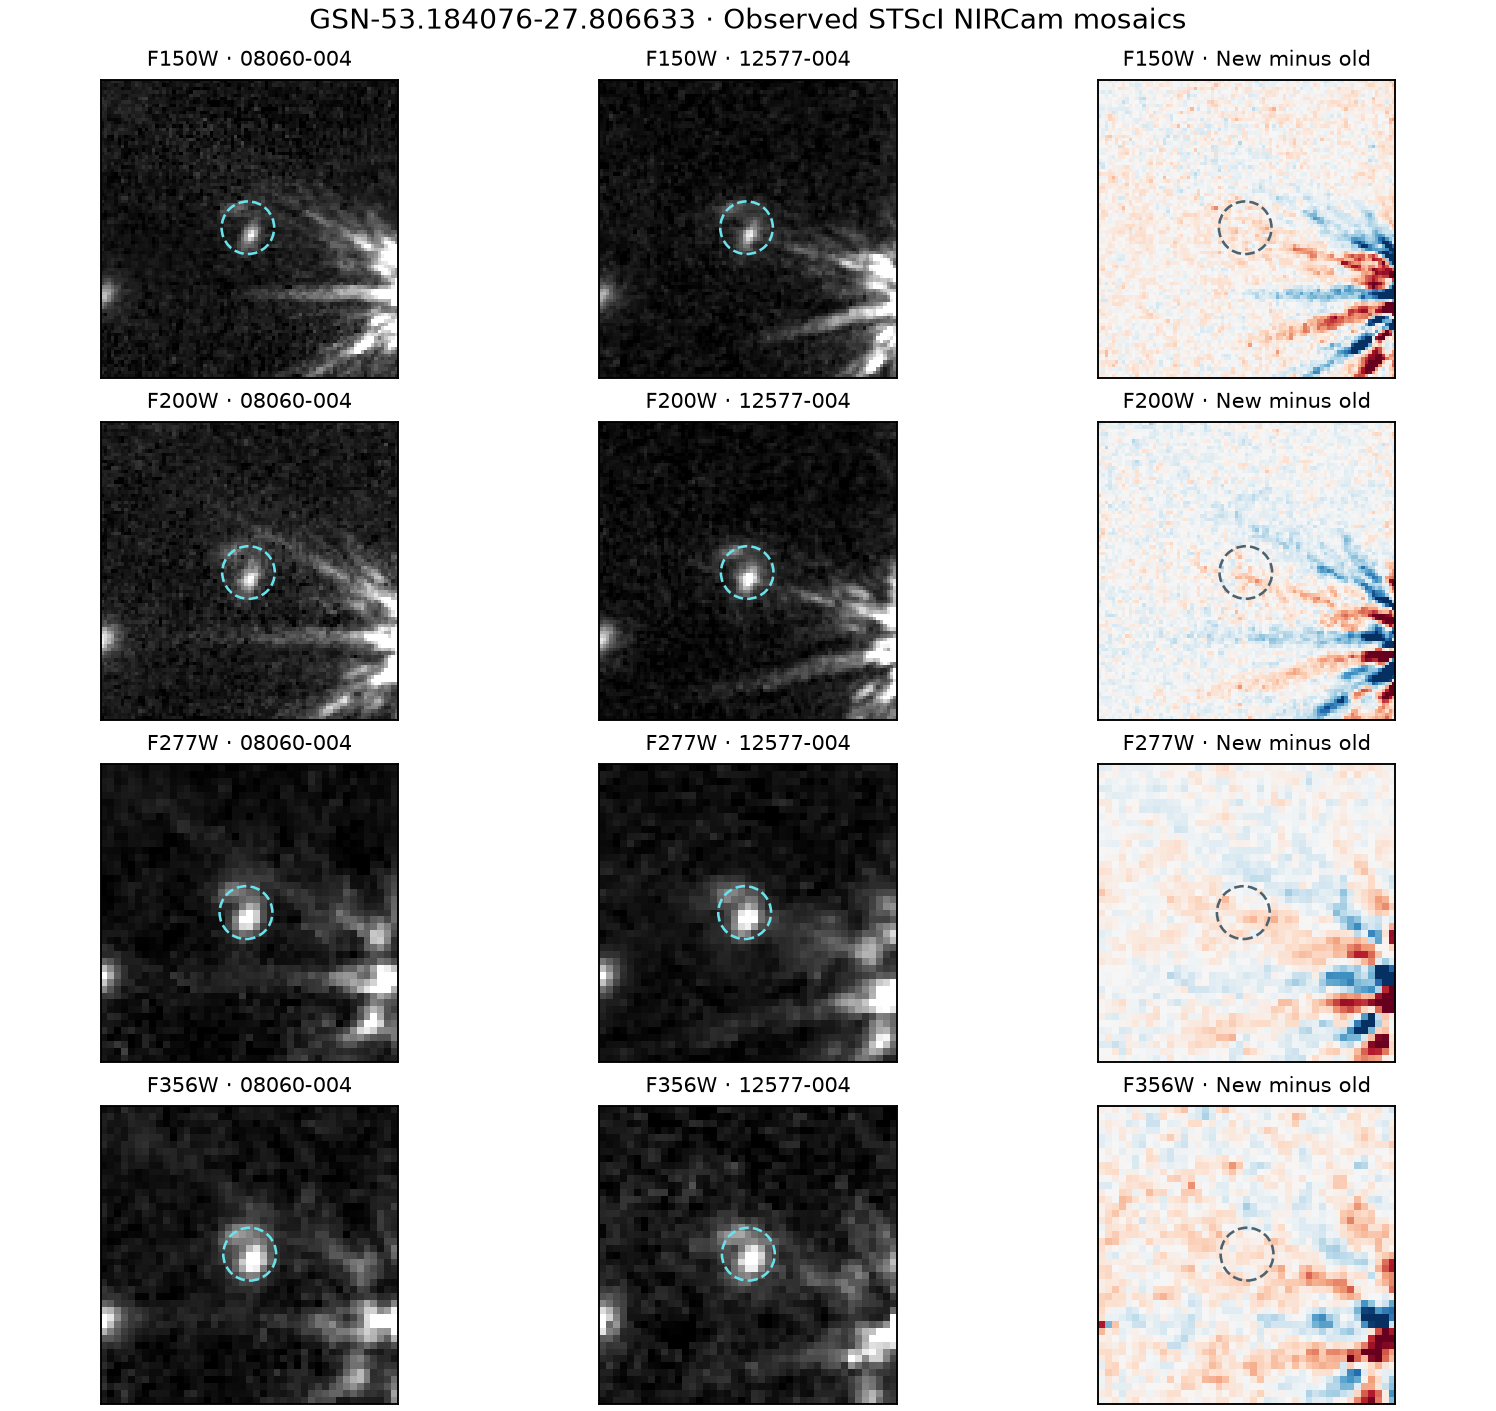 GSN-53.184076-27.806633 · Observed STScI NIRCam mosaics
F150W · 08060-004
F150W · 12577-004
F150W · New minus old
F200W · 08060-004
F200W · 12577-004
F200W · New minus old
F277W · 08060-004
F277W · 12577-004
F277W · New minus old
F356W · 08060-004
F356W · 12577-004
F356W · New minus old